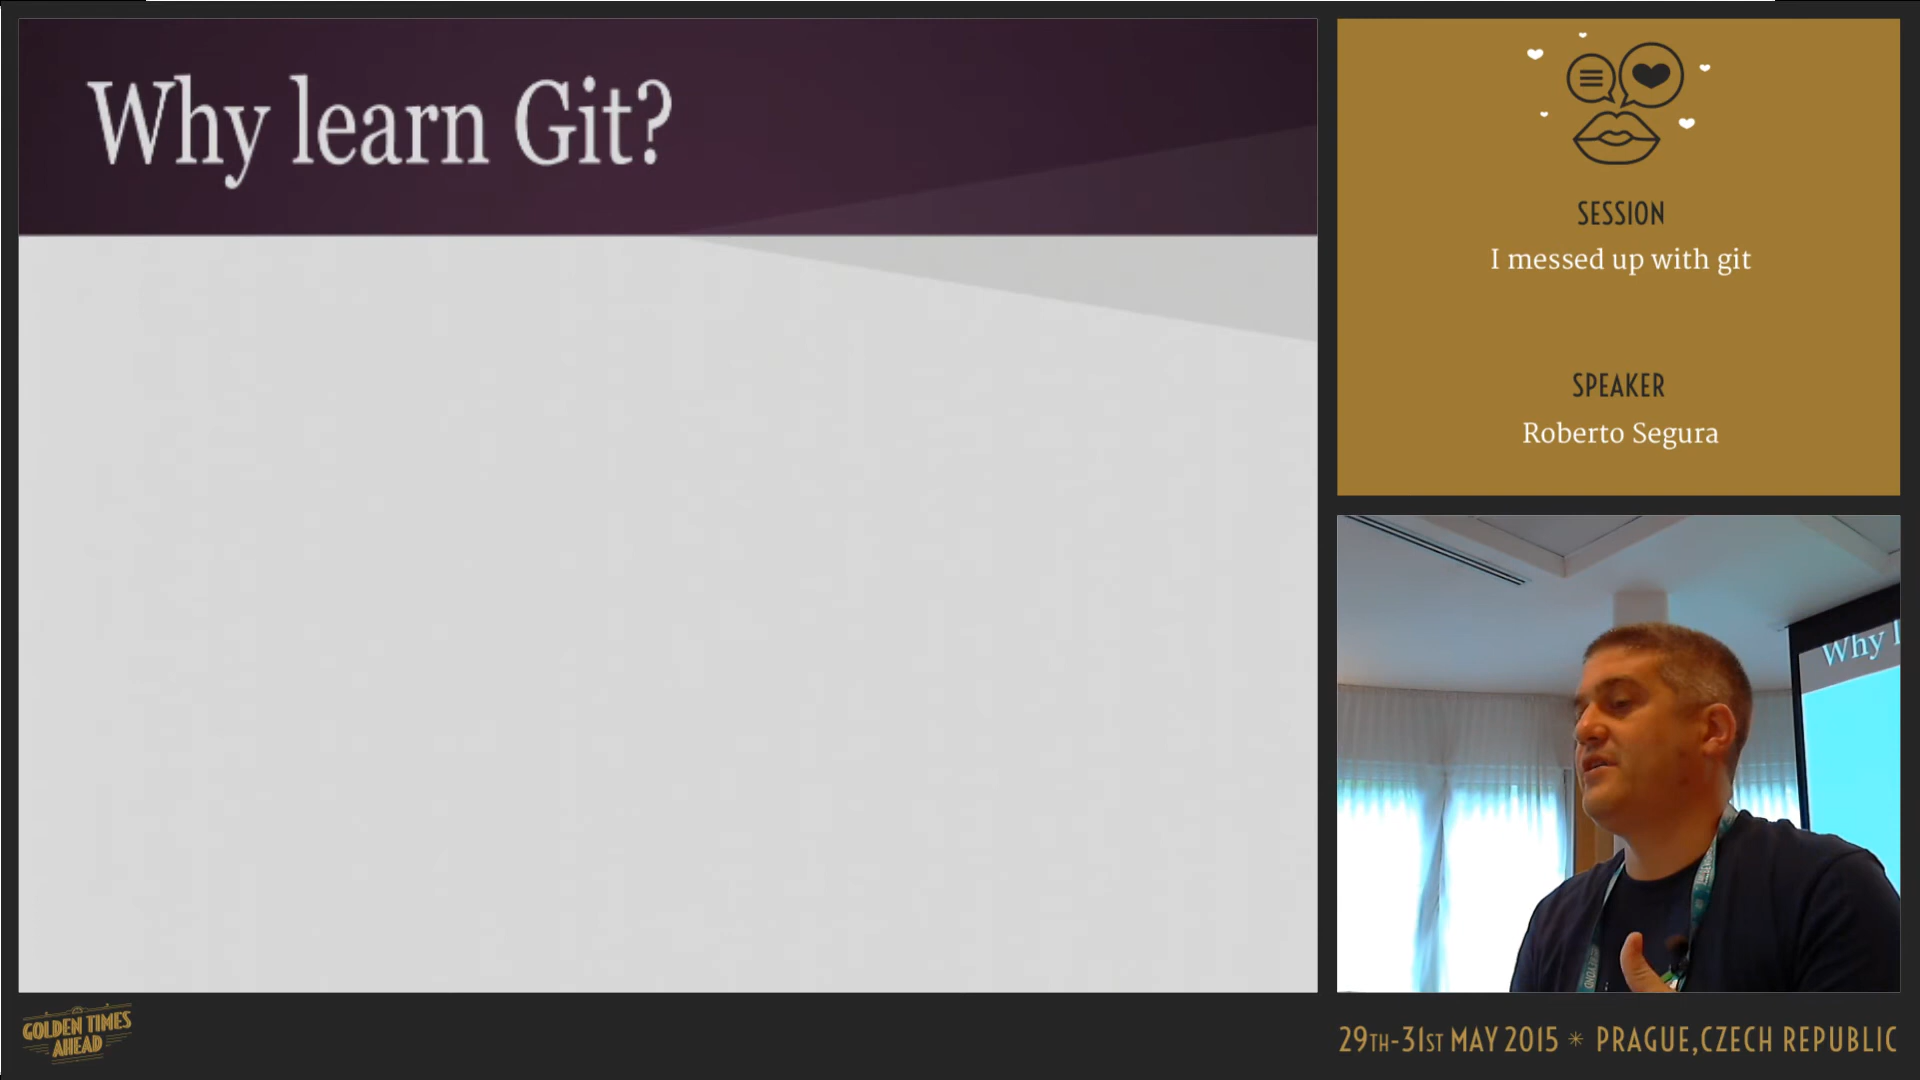 Why learn Git?
SESSION
I messed up with git
SPEAKER
Roberto Segura
Why
GOLDEN TIMES
AHEAD
29TH-31ST MAY 2015 * PRAGUE, CZECH REPUBLIC